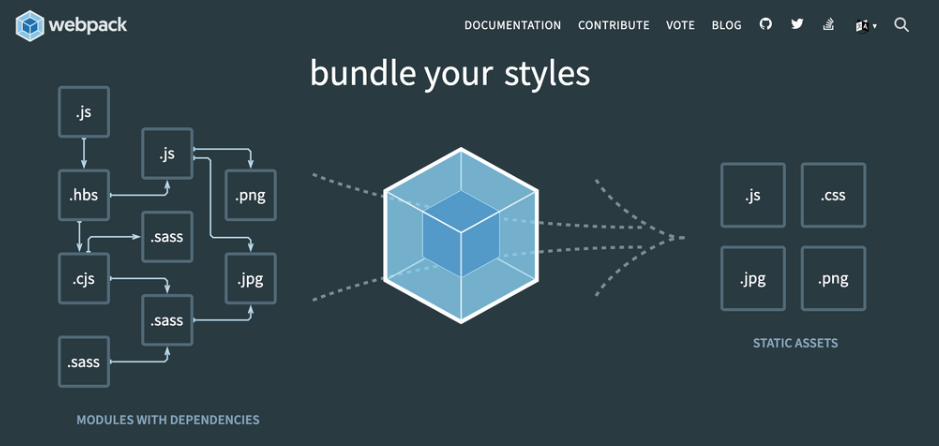 webpack
DOCUMENTATION CONTRIBUTE VOTE BLOG
bundle your styles
.js
.js
.hbs
.png
.sass
.cjs
.jpg
.sass
.sass
MODULES WITH DEPENDENCIES
.js .css
.jpg .png
STATIC ASSETS